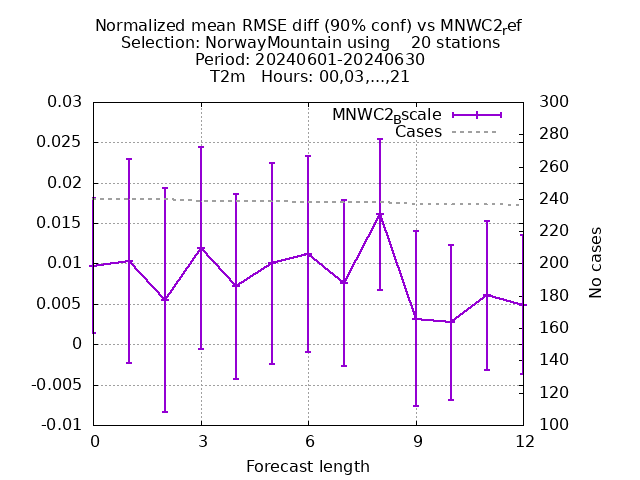 Normalized mean RMSE diff (90% conf) vs MNWC2ref
Selection: NorwayMountain using 20 stations
Period: 20240601-20240630
T2m Hours: 00,03,...,21
MNWC2Bscale
Cases
0.03
0.025
0.02
0.015
0.01
0.005
0
-0.005
-0.01
300
280
260
240
220
200
180
160
140
120
100
No cases
0 3 6 9 12
Forecast length